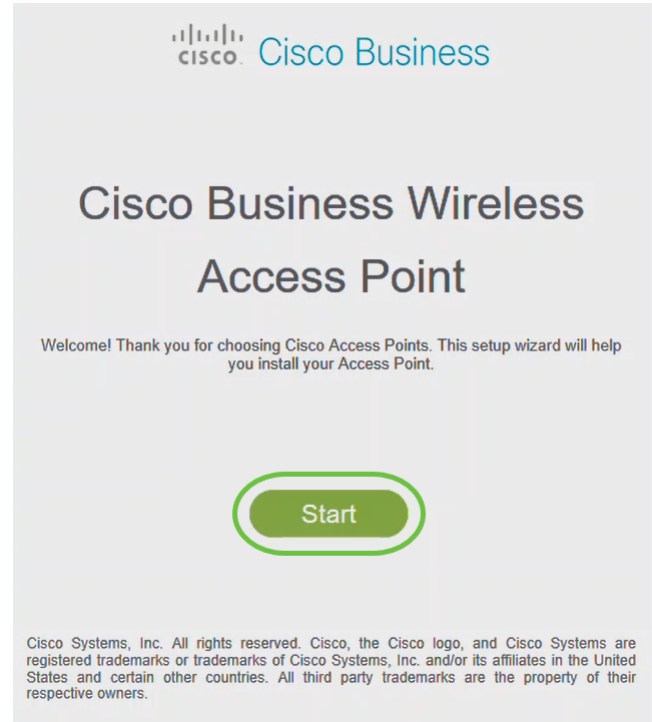 cisco. Cisco Business
Cisco Business Wireless
Access Point
Welcome! Thank you for choosing Cisco Access Points. This setup wizard will help
you install your Access Point.
Start
Cisco Systems, Inc. All rights reserved. Cisco, the Cisco logo, and Cisco Systems are
registered trademarks or trademarks of Cisco Systems, Inc. and/or its affiliates in the United
States and certain other countries. All third party trademarks are the property of their
respective owners.